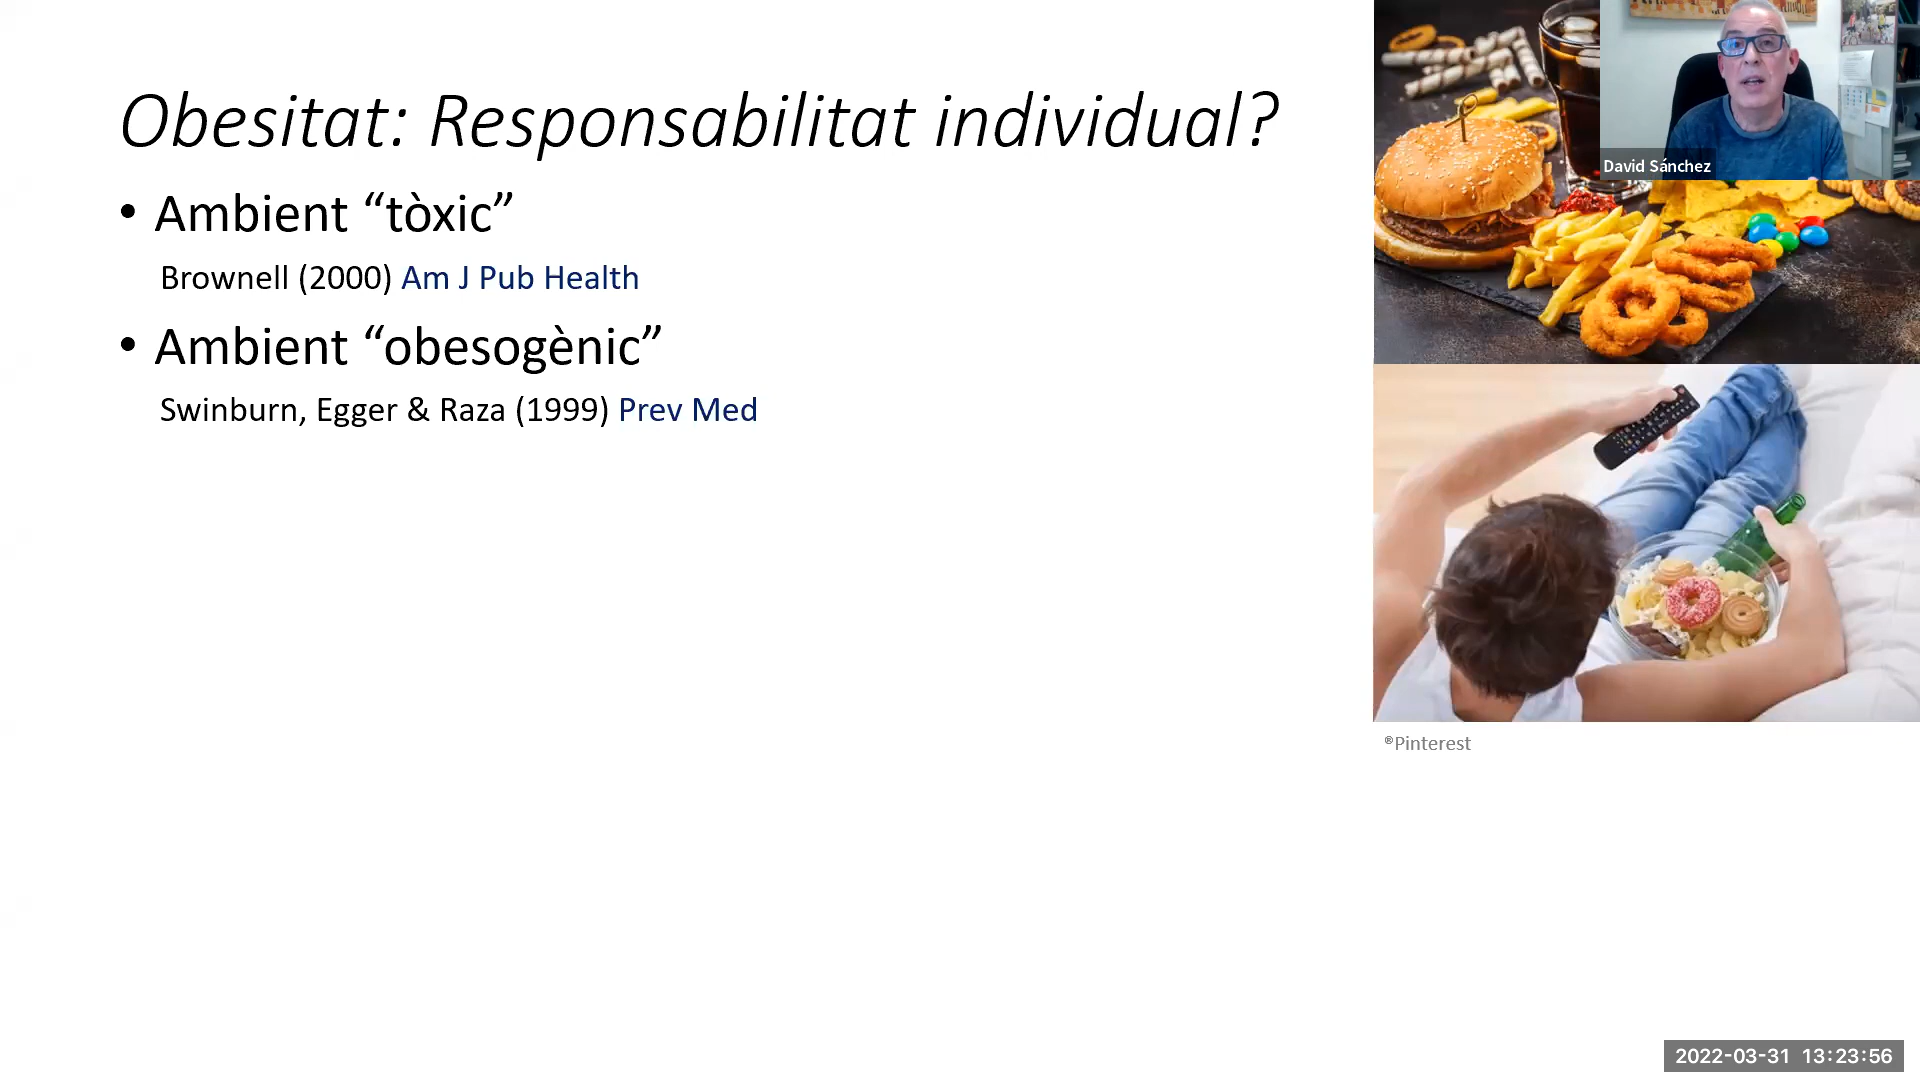 Obesitat: Responsabilitat individual?
• Ambient “tòxic”
Brownell (2000) Am J Pub Health
• Ambient “obesogènic”
Swinburn, Egger & Raza (1999) Prev Med
David Sánchez
®Pinterest
2022-03-31 13:23:56